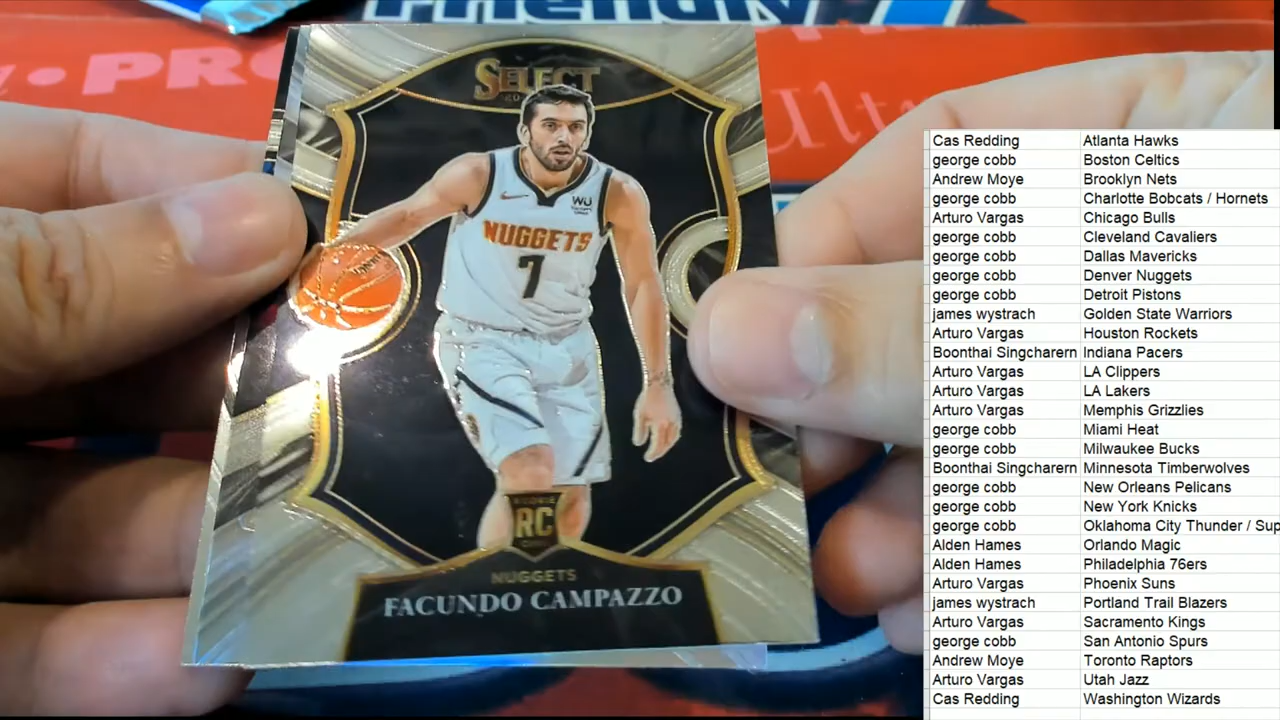 Friendly
PRO
Ult
SELECT
WU
NUGGETS
7
ROOKIE
RC
NUGGETS
FACUNDO CAMPAZZO
Cas Redding Atlanta Hawks
george cobb Boston Celtics
Andrew Moye Brooklyn Nets
george cobb Charlotte Bobcats / Hornets
Arturo Vargas Chicago Bulls
george cobb Cleveland Cavaliers
george cobb Dallas Mavericks
george cobb Denver Nuggets
george cobb Detroit Pistons
james wystrach Golden State Warriors
Arturo Vargas Houston Rockets
Boonthai Singcharern Indiana Pacers
Arturo Vargas LA Clippers
Arturo Vargas LA Lakers
Arturo Vargas Memphis Grizzlies
george cobb Miami Heat
george cobb Milwaukee Bucks
Boonthai Singcharern Minnesota Timberwolves
george cobb New Orleans Pelicans
george cobb New York Knicks
george cobb Oklahoma City Thunder / Sup
Alden Hames Orlando Magic
Alden Hames Philadelphia 76ers
Arturo Vargas Phoenix Suns
james wystrach Portland Trail Blazers
Arturo Vargas Sacramento Kings
george cobb San Antonio Spurs
Andrew Moye Toronto Raptors
Arturo Vargas Utah Jazz
Cas Redding Washington Wizards